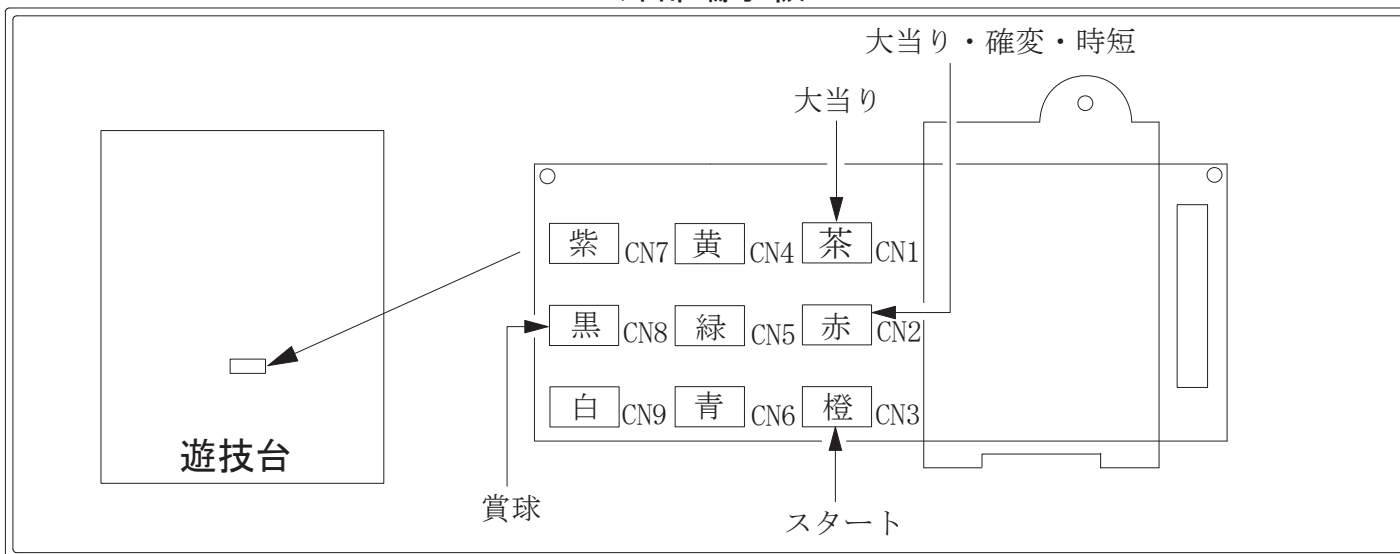 大当り・確変・時短
大当り
紫 CN7 黄 CN4 茶 CN1
黒 CN8 緑 CN5 赤 CN2
白 CN9 青 CN6 橙 CN3
遊技台
賞球
スタート